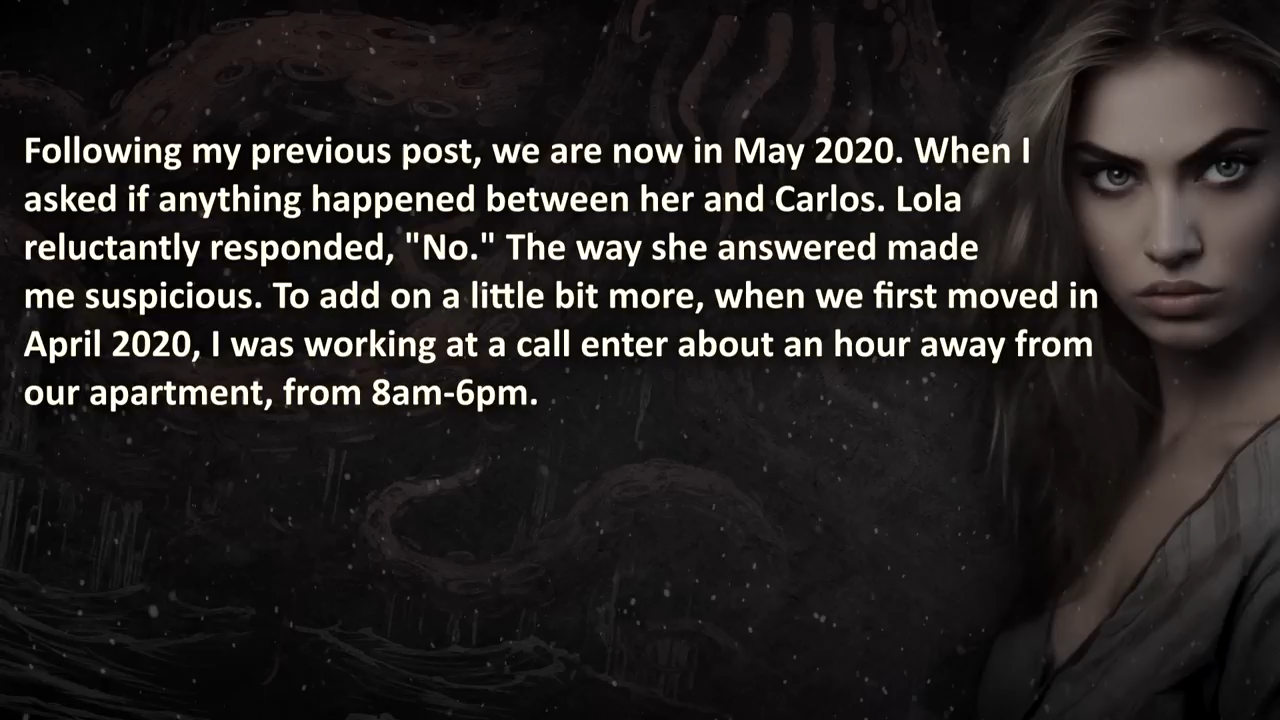 Following my previous post, we are now in May 2020. When I
asked if anything happened between her and Carlos. Lola
reluctantly responded, "No." The way she answered made
me suspicious. To add on a little bit more, when we first moved in
April 2020, I was working at a call enter about an hour away from
our apartment, from 8am-6pm.